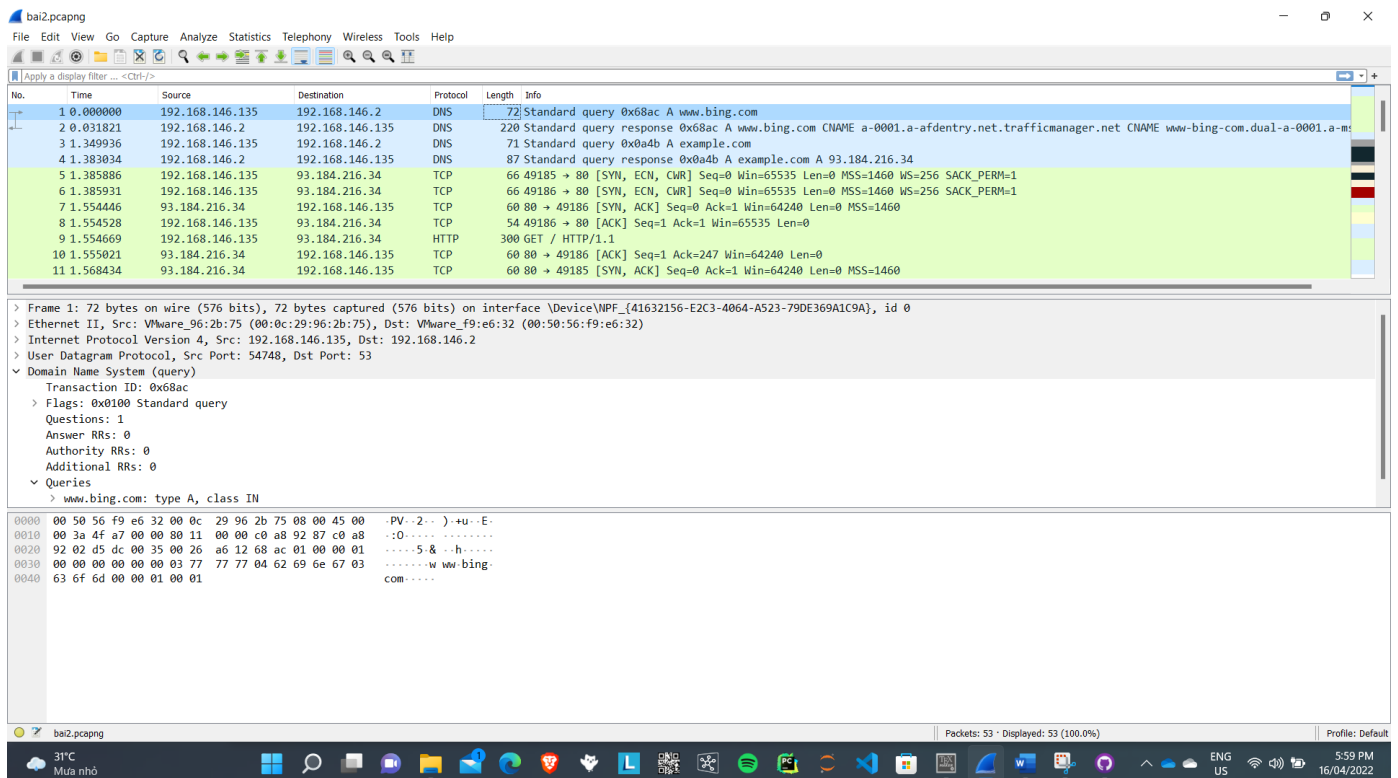 bai2.pcapng
File Edit View Go Capture Analyze Statistics Telephony Wireless Tools Help
Apply a display filter ... <Ctrl-/>
No. Time Source Destination Protocol Length Info
1 0.000000 192.168.146.135 192.168.146.2 DNS 72 Standard query 0x68ac A www.bing.com
2 0.031821 192.168.146.2 192.168.146.135 DNS 220 Standard query response 0x68ac A www.bing.com CNAME a-0001.a-afdentry.net.trafficmanager.net CNAME www-bing-com.dual-a-0001.a-ms
3 1.349936 192.168.146.135 192.168.146.2 DNS 71 Standard query 0x0a4b A example.com
4 1.383034 192.168.146.2 192.168.146.135 DNS 87 Standard query response 0x0a4b A example.com A 93.184.216.34
5 1.385886 192.168.146.135 93.184.216.34 TCP 66 49185 → 80 [SYN, ECN, CWR] Seq=0 Win=65535 Len=0 MSS=1460 WS=256 SACK_PERM=1
6 1.385931 192.168.146.135 93.184.216.34 TCP 66 49186 → 80 [SYN, ECN, CWR] Seq=0 Win=65535 Len=0 MSS=1460 WS=256 SACK_PERM=1
7 1.554446 93.184.216.34 192.168.146.135 TCP 60 80 → 49186 [SYN, ACK] Seq=0 Ack=1 Win=64240 Len=0 MSS=1460
8 1.554528 192.168.146.135 93.184.216.34 TCP 54 49186 → 80 [ACK] Seq=1 Ack=1 Win=65535 Len=0
9 1.554669 192.168.146.135 93.184.216.34 HTTP 300 GET / HTTP/1.1
10 1.555021 93.184.216.34 192.168.146.135 TCP 60 80 → 49186 [ACK] Seq=1 Ack=247 Win=64240 Len=0
11 1.568434 93.184.216.34 192.168.146.135 TCP 60 80 → 49185 [SYN, ACK] Seq=0 Ack=1 Win=64240 Len=0 MSS=1460
Frame 1: 72 bytes on wire (576 bits), 72 bytes captured (576 bits) on interface \Device\NPF_{41632156-E2C3-4064-A523-79DE369A1C9A}, id 0
Ethernet II, Src: VMware_96:2b:75 (00:0c:29:96:2b:75), Dst: VMware_f9:e6:32 (00:50:56:f9:e6:32)
Internet Protocol Version 4, Src: 192.168.146.135, Dst: 192.168.146.2
User Datagram Protocol, Src Port: 54748, Dst Port: 53
Domain Name System (query)
Transaction ID: 0x68ac
Flags: 0x0100 Standard query
Questions: 1
Answer RRs: 0
Authority RRs: 0
Additional RRs: 0
Queries
www.bing.com: type A, class IN
0000 00 50 56 f9 e6 32 00 0c 29 96 2b 75 08 00 45 00 ·PV··2·· )·+u··E·
0010 00 3a 4f a7 00 00 80 11 00 00 c0 a8 92 87 c0 a8 ·:O····· ········
0020 92 02 d5 dc 00 35 00 26 a6 12 68 ac 01 00 00 01 ·····5·& ··h·····
0030 00 00 00 00 00 00 03 77 77 77 04 62 69 6e 67 03 ·······w ww·bing·
0040 63 6f 6d 00 00 01 00 01 com·····
bai2.pcapng Packets: 53 · Displayed: 53 (100.0%) Profile: Default
31°C
Mưa nhỏ
ENG
US
5:59 PM
16/04/2022